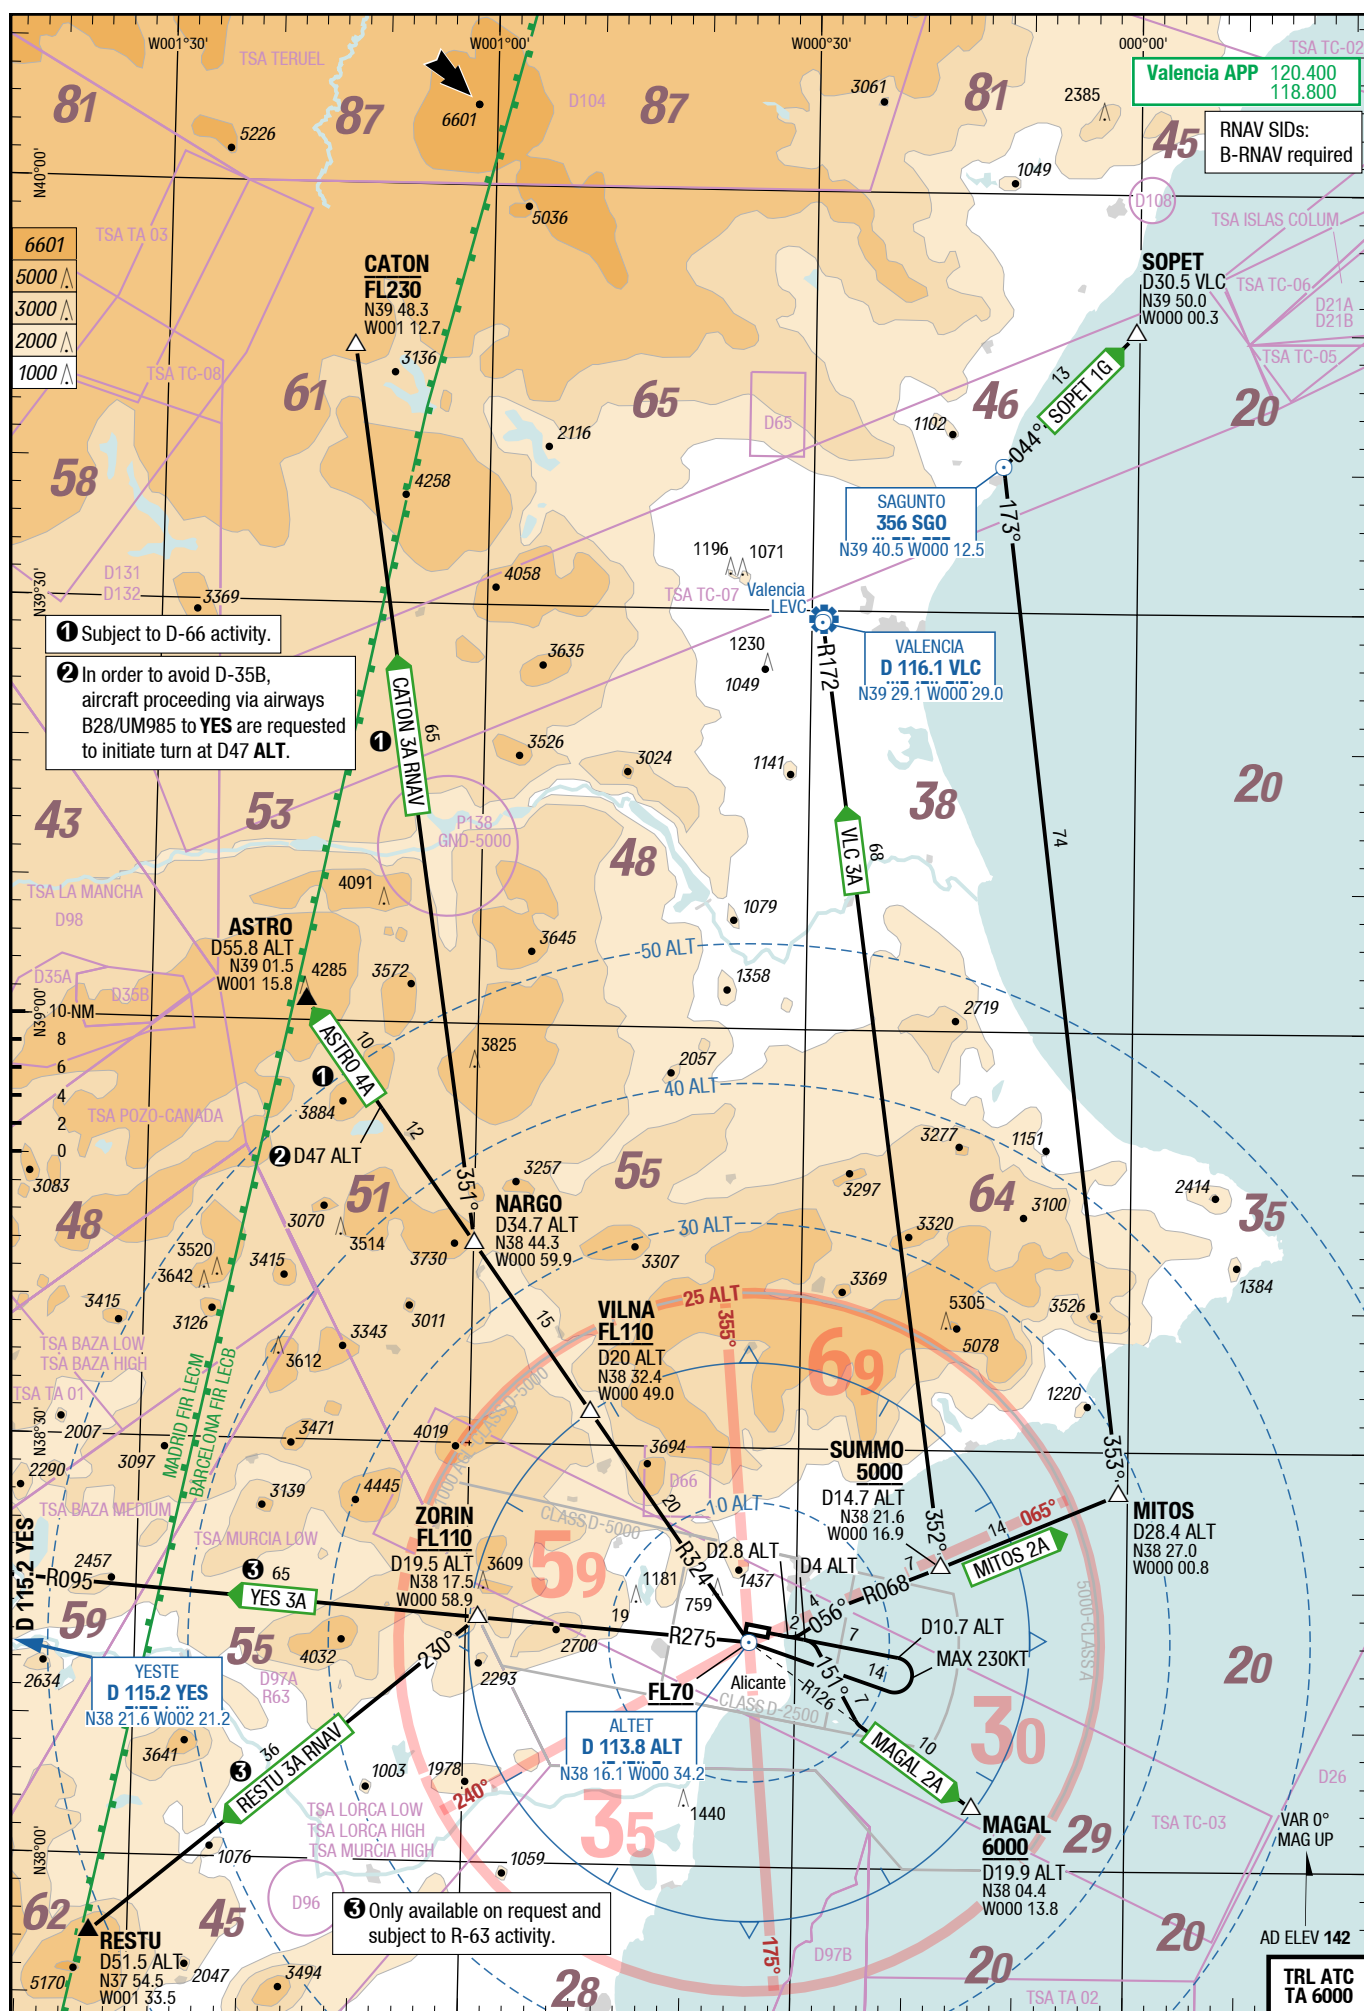 W001°30'
W001°00'
W000°30'
000°00'
TSA TERUEL
TSA TC-02
Valencia APP 120.400
118.800
RNAV SIDs:
B-RNAV required
81
87
87
81
45
6601
D104
3061
2385
5226
N40°00'
1049
D108
5036
TSA TA 03
TSA ISLAS COLUM
6601
5000
3000
2000
1000
CATON
FL230
N39 48.3
W001 12.7
SOPET
D30.5 VLC
N39 50.0
W000 00.3
TSA TC-06
D21A
D21B
TSA TC-05
TSA TC-08
3136
61
65
46
20
13
SOPET 1G
044°
D65
1102
2116
58
4258
SAGUNTO
356 SGO
N39 40.5 W000 12.5
173°
1196
1071
D131
D132
4058
TSA TC-07
Valencia
LEVC
N39°30'
3369
❶ Subject to D-66 activity.
❷ In order to avoid D-35B,
aircraft proceeding via airways
B28/UM985 to YES are requested
to initiate turn at D47 ALT.
3635
1230
1049
R172
VALENCIA
D 116.1 VLC
N39 29.1 W000 29.0
CATON 3A RNAV
65
❶
3526
3024
1141
43
53
38
20
P138
GND-5000
48
VLC 3A
68
74
TSA LA MANCHA
D98
4091
1079
ASTRO
D55.8 ALT
N39 01.5
W001 15.8
3645
50 ALT
4285
3572
1358
D35A
D35B
N39°00'
10 NM
8
6
4
2
0
2719
ASTRO 4A
10
❶
3825
2057
40 ALT
3884
TSA POZO-CANADA
12
❷ D47 ALT
3277
1151
3083
48
51
351°
3257
55
3297
64
3100
2414
35
NARGO
D34.7 ALT
N38 44.3
W000 59.9
30 ALT
3070
3514
3320
3520
3642
3415
3730
3307
1384
3415
3126
3011
3369
25 ALT
5305
5078
3526
VILNA
FL110
D20 ALT
N38 32.4
W000 49.0
355°
15
3343
3612
69
TSA BAZA LOW
TSA BAZA HIGH
TSA TA 01
MADRID FIR LECM
BARCELONA FIR LECB
1220
N38°30'
2007
3471
4019
1000 AGL-CLASS D-5000
3097
2290
3694
D66
SUMMO
5000
D14.7 ALT
N38 21.6
W000 16.9
353°
TSA BAZA MEDIUM
3139
4445
20
10 ALT
CLASS D-5000
MITOS
D28.4 ALT
N38 27.0
W000 00.8
ZORIN
FL110
D19.5 ALT
N38 17.5
W000 58.9
TSA MURCIA LOW
352°
14
065°
MITOS 2A
D 115.2 YES
R095
2457
❸
65
YES 3A
3609
59
R324
D2.8 ALT
D4 ALT
1437
7
1181
759
4
R068
056°
2
5000-CLASS A
59
55
4032
19
2700
R275
7
D10.7 ALT
MAX 230KT
14
230°
2634
YESTE
D 115.2 YES
N38 21.6 W002 21.2
D97A
R63
2293
FL70
Alicante
157°
7
R126
CLASS D-2500
20
ALTET
D 113.8 ALT
N38 16.1 W000 34.2
30
3641
36
❸
RESTU 3A RNAV
MAGAL 2A
10
1003
1978
240°
D26
TSA LORCA LOW
TSA LORCA HIGH
TSA MURCIA HIGH
35
1440
MAGAL
6000
D19.9 ALT
N38 04.4
W000 13.8
29
TSA TC-03
VAR 0°
MAG UP
N38°00'
1076
1059
D96
❸ Only available on request and
subject to R-63 activity.
62
45
RESTU
D51.5 ALT
N37 54.5
W001 33.5
5170
2047
3494
28
175°
D97B
20
20
AD ELEV 142
TSA TA 02
TRL ATC
TA 6000